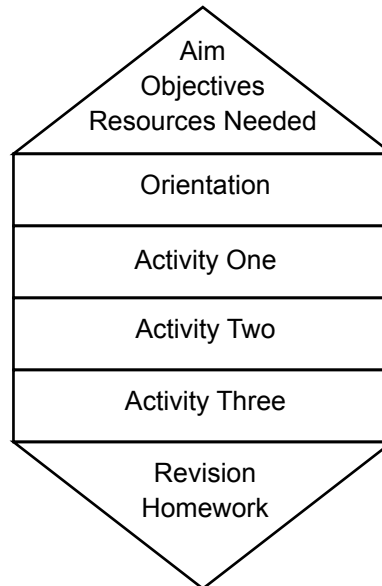 Aim
Objectives
Resources Needed
Orientation
Activity One
Activity Two
Activity Three
Revision
Homework